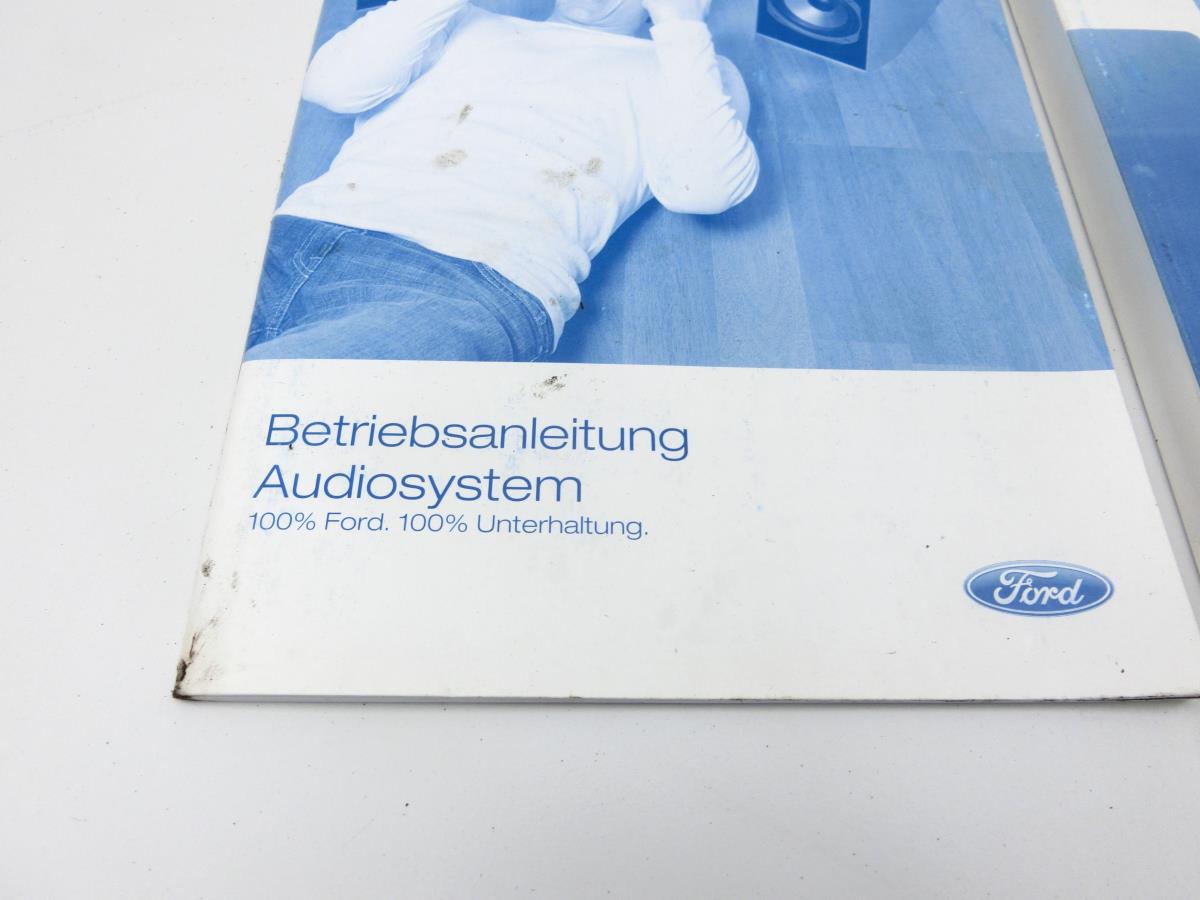 Betriebsanleitung
Audiosystem
100% Ford. 100% Unterhaltung.
Ford